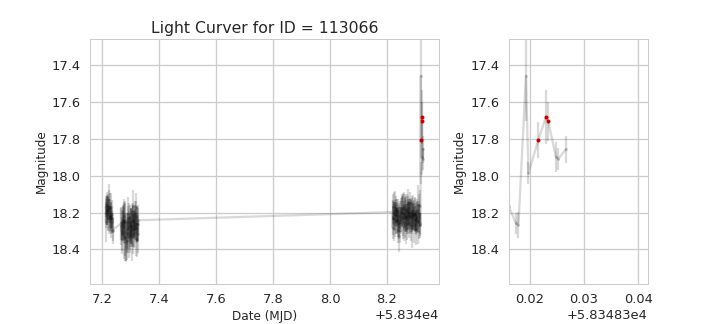 Light Curver for ID = 113066
Magnitude
17.4
17.6
17.8
18.0
18.2
18.4
7.2 7.4 7.6 7.8 8.0 8.2
Date (MJD)
+5.834e4
Magnitude
17.4
17.6
17.8
18.0
18.2
18.4
0.02 0.03 0.04
+5.83483e4